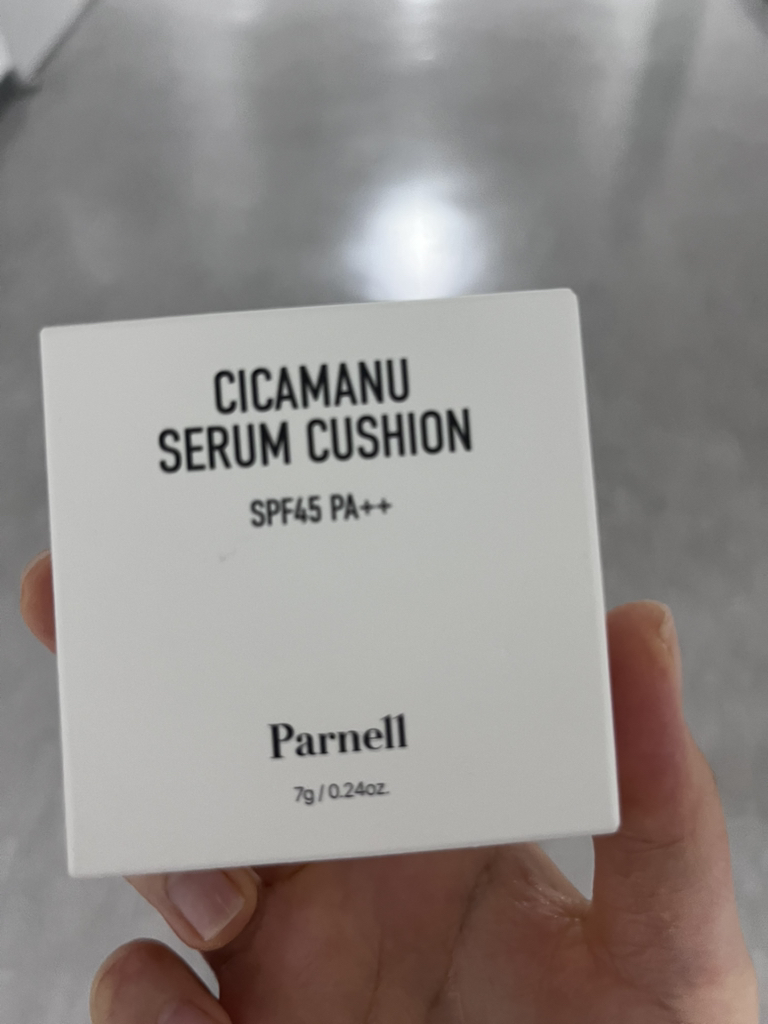 CICAMANU
SERUM CUSHION
SPF45 PA++
Parnell
7g / 0.24oz.